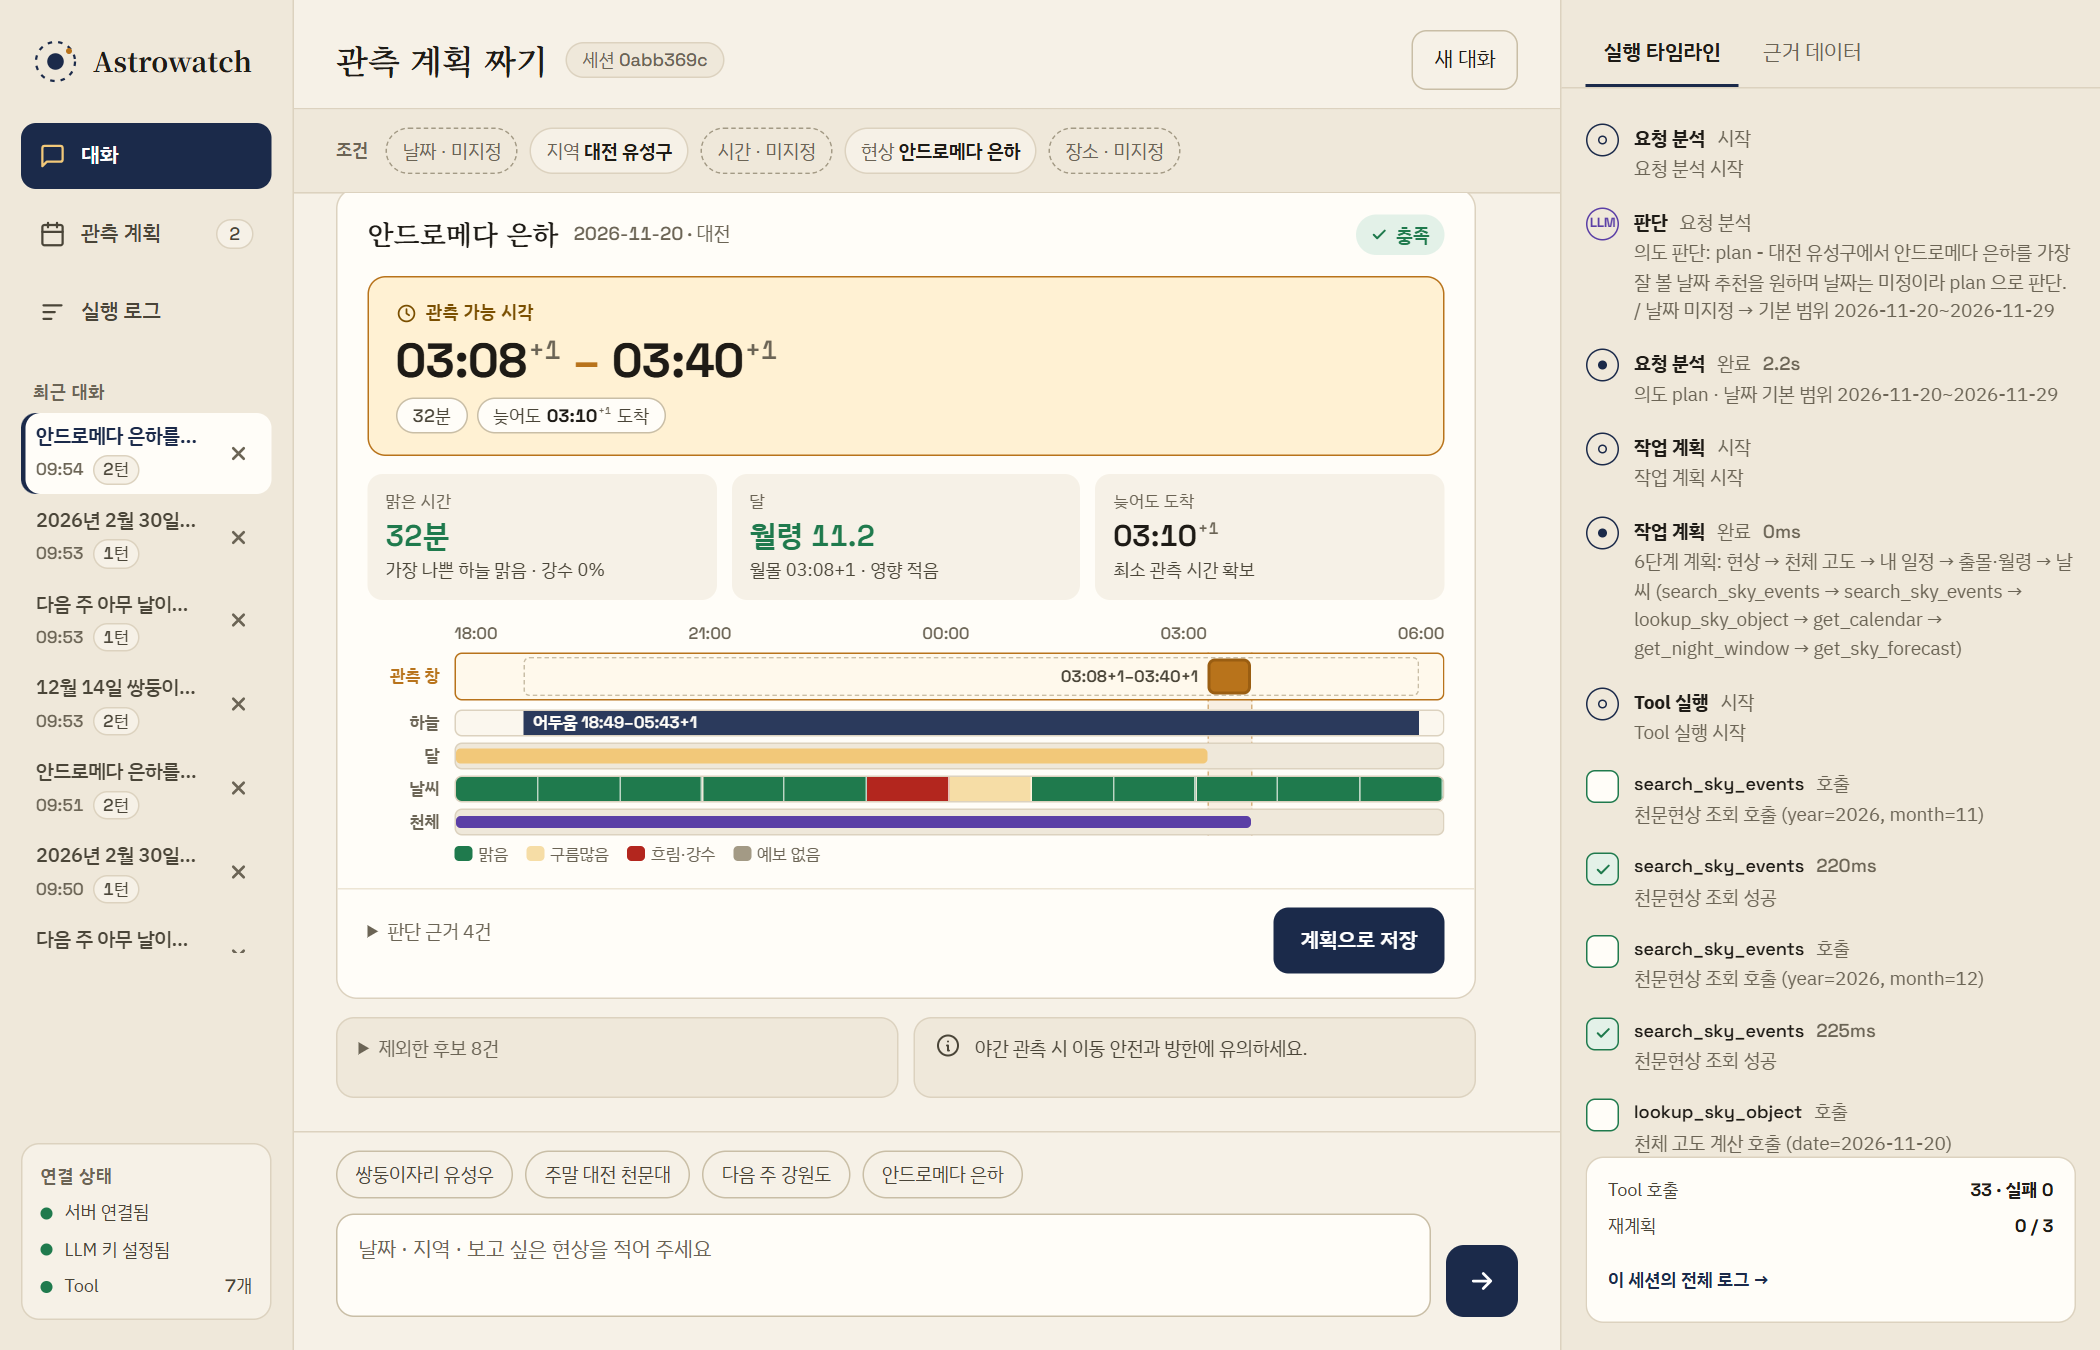 Astrowatch
대화
관측 계획 2
실행 로그
최근 대화
안드로메다 은하를...
09:54 2턴
2026년 2월 30일...
09:53 1턴
다음 주 아무 날이...
09:53 1턴
12월 14일 쌍둥이...
09:53 2턴
안드로메다 은하를...
09:51 2턴
2026년 2월 30일...
09:50 1턴
다음 주 아무 날이...
연결 상태
서버 연결됨
LLM 키 설정됨
Tool 7개
관측 계획 짜기 세션 0abb369c
새 대화
조건 날짜 · 미지정 지역 대전 유성구 시간 · 미지정 현상 안드로메다 은하 장소 · 미지정
안드로메다 은하 2026-11-20 · 대전
충족
관측 가능 시각
03:08+1 – 03:40+1
32분 늦어도 03:10+1 도착
맑은 시간
32분
가장 나쁜 하늘 맑음 · 강수 0%
달
월령 11.2
월몰 03:08+1 · 영향 적음
늦어도 도착
03:10+1
최소 관측 시간 확보
18:00 21:00 00:00 03:00 06:00
관측 창 03:08+1–03:40+1
하늘 어두움 18:49–05:43+1
달
날씨
천체
맑음 구름많음 흐림·강수 예보 없음
판단 근거 4건
계획으로 저장
제외한 후보 8건
야간 관측 시 이동 안전과 방한에 유의하세요.
쌍둥이자리 유성우 주말 대전 천문대 다음 주 강원도 안드로메다 은하
날짜 · 지역 · 보고 싶은 현상을 적어 주세요
실행 타임라인 근거 데이터
요청 분석 시작
요청 분석 시작
LLM 판단 요청 분석
의도 판단: plan - 대전 유성구에서 안드로메다 은하를 가장
잘 볼 날짜 추천을 원하며 날짜는 미정이라 plan 으로 판단.
/ 날짜 미지정 → 기본 범위 2026-11-20~2026-11-29
요청 분석 완료 2.2s
의도 plan · 날짜 기본 범위 2026-11-20~2026-11-29
작업 계획 시작
작업 계획 시작
작업 계획 완료 0ms
6단계 계획: 현상 → 천체 고도 → 내 일정 → 출몰·월령 → 날
씨 (search_sky_events → search_sky_events →
lookup_sky_object → get_calendar →
get_night_window → get_sky_forecast)
Tool 실행 시작
Tool 실행 시작
search_sky_events 호출
천문현상 조회 호출 (year=2026, month=11)
search_sky_events 220ms
천문현상 조회 성공
search_sky_events 호출
천문현상 조회 호출 (year=2026, month=12)
search_sky_events 225ms
천문현상 조회 성공
lookup_sky_object 호출
천체 고도 계산 호출 (date=2026-11-20)
Tool 호출 33 · 실패 0
재계획 0 / 3
이 세션의 전체 로그 →